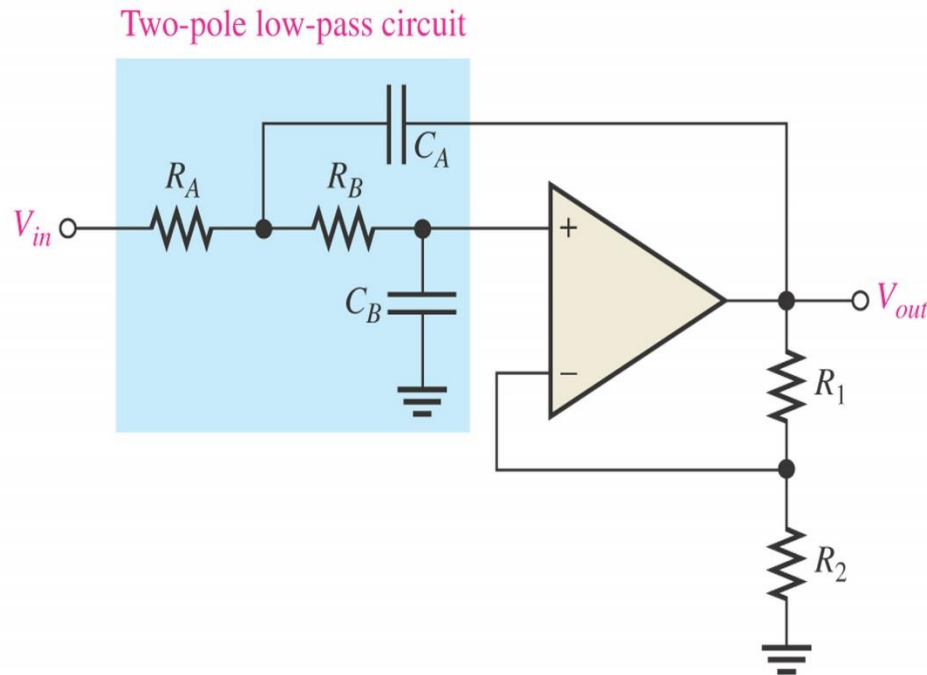 Two-pole low-pass circuit
C_A
R_A
R_B
V_in
+
C_B
V_out
−
R_1
R_2